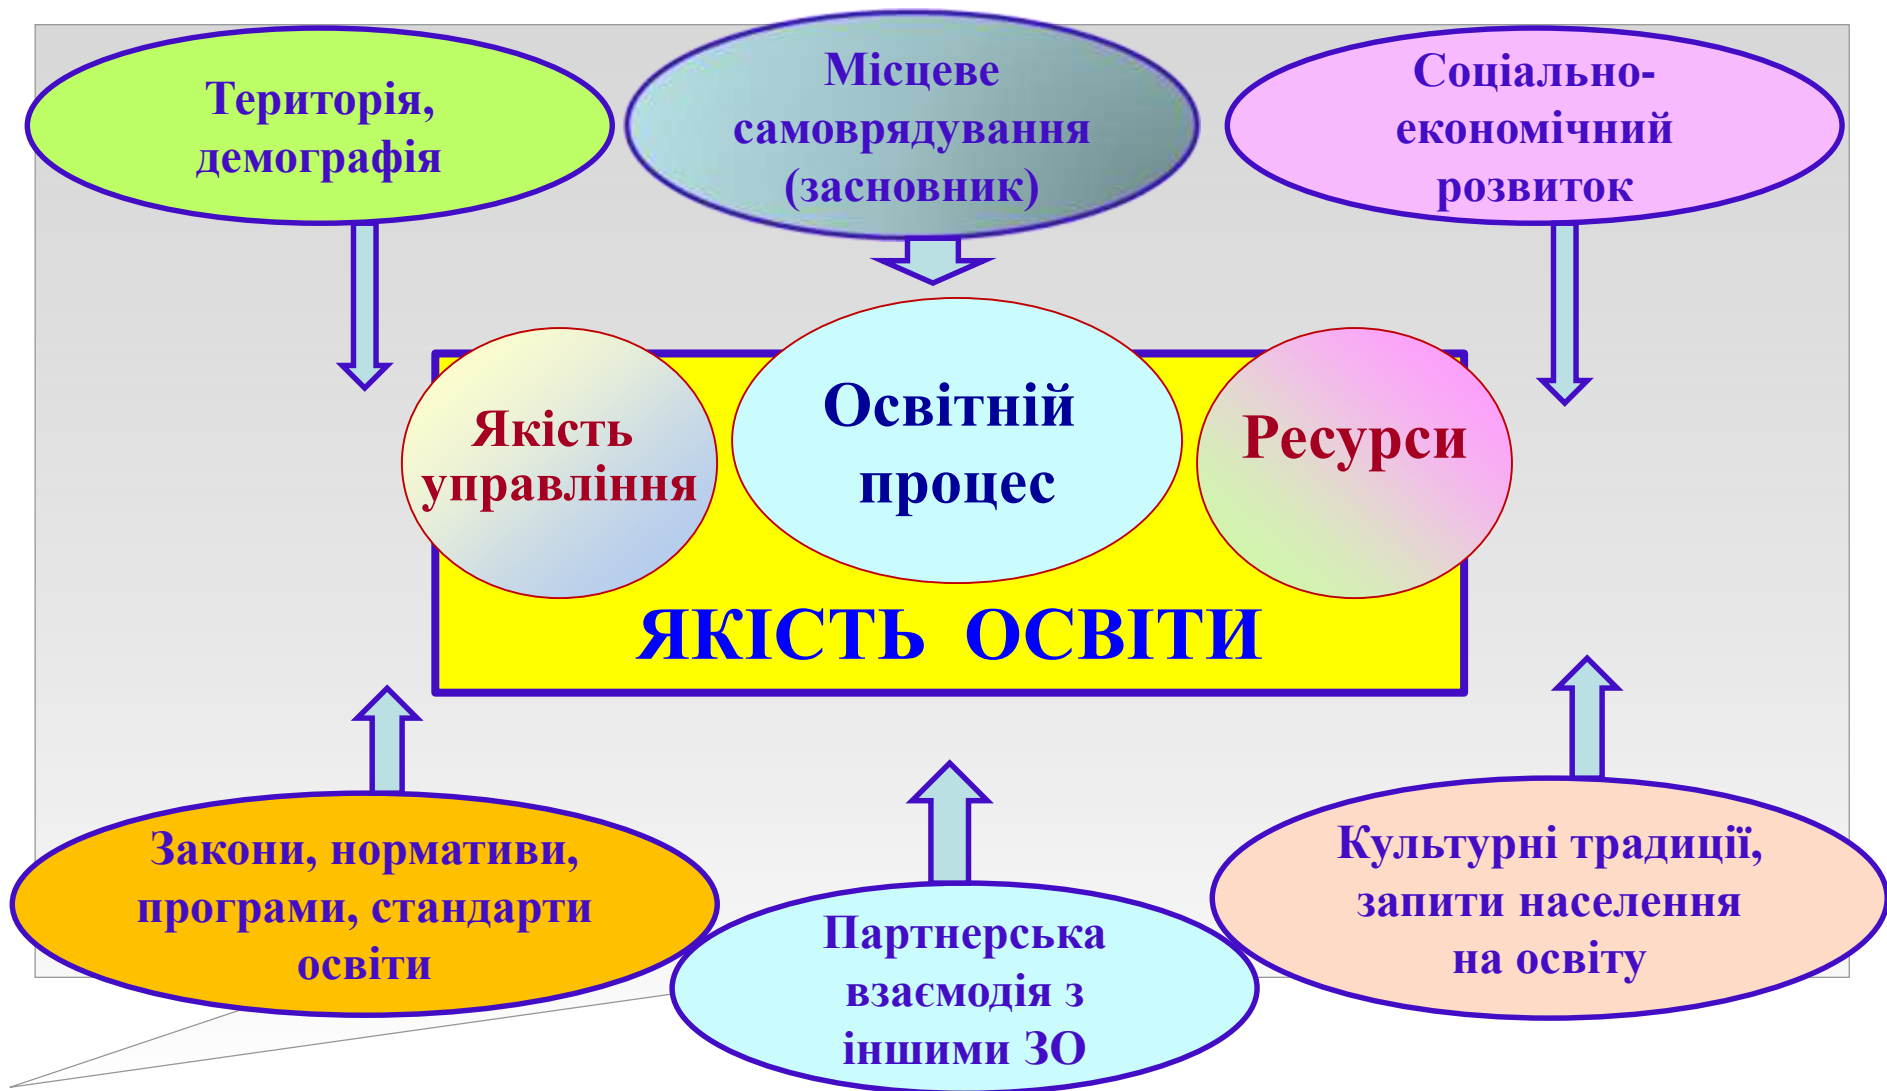 Територія,
демографія
Місцеве
самоврядування
(засновник)
Соціально-
економічний
розвиток
Якість
управління
Освітній
процес
Ресурси
ЯКІСТЬ ОСВІТИ
Закони, нормативи,
програми, стандарти
освіти
Партнерська
взаємодія з
іншими ЗО
Культурні традиції,
запити населення
на освіту